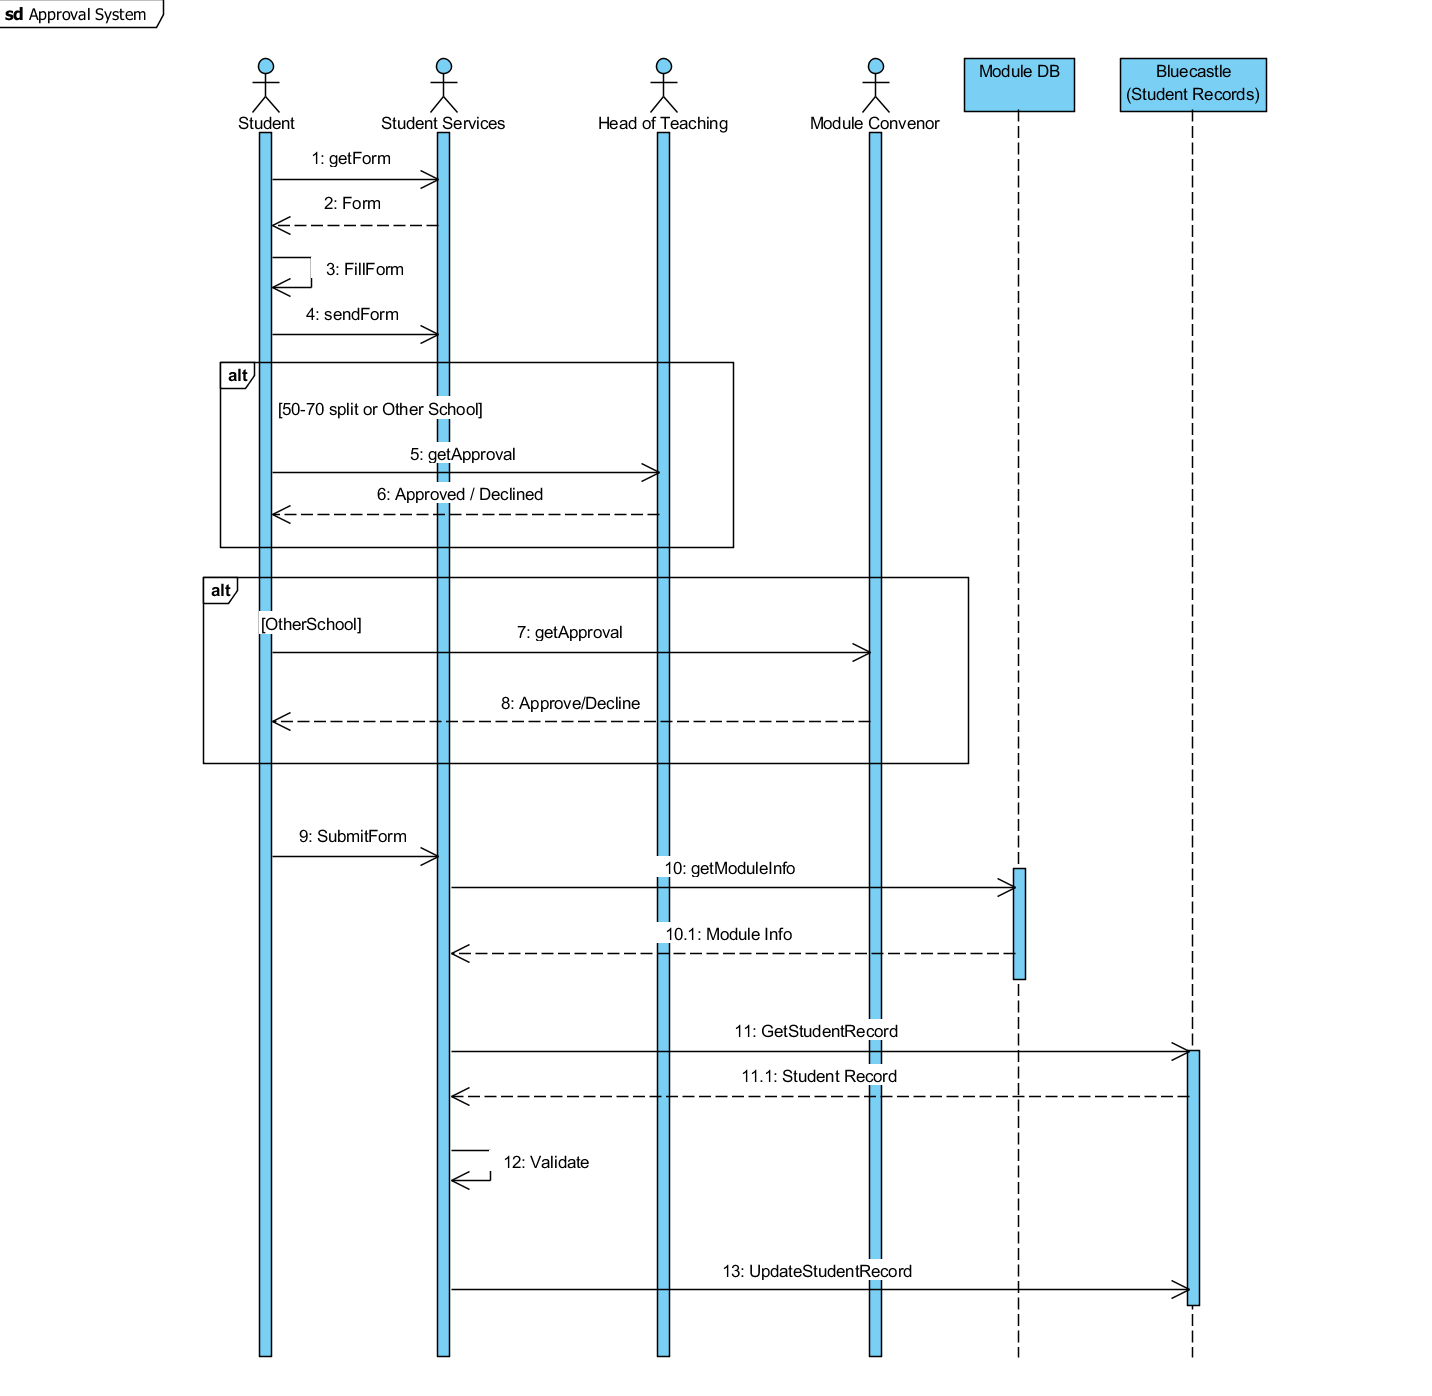 sd Approval System
Student
Student Services
Head of Teaching
Module Convenor
Module DB
Bluecastle
(Student Records)
1: getForm
2: Form
3: FillForm
4: sendForm
alt
[50-70 split or Other School]
5: getApproval
6: Approved / Declined
alt
[OtherSchool]
7: getApproval
8: Approve/Decline
9: SubmitForm
10: getModuleInfo
10.1: Module Info
11: GetStudentRecord
11.1: Student Record
12: Validate
13: UpdateStudentRecord